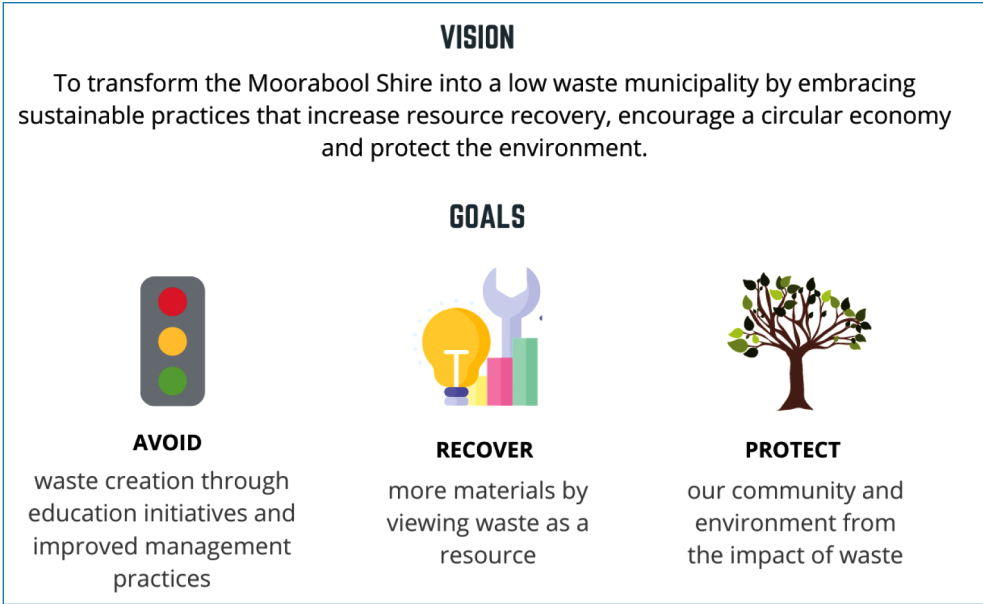 VISION
To transform the Moorabool Shire into a low waste municipality by embracing
sustainable practices that increase resource recovery, encourage a circular economy
and protect the environment.
GOALS
AVOID
waste creation through
education initiatives and
improved management
practices
RECOVER
more materials by
viewing waste as a
resource
PROTECT
our community and
environment from
the impact of waste